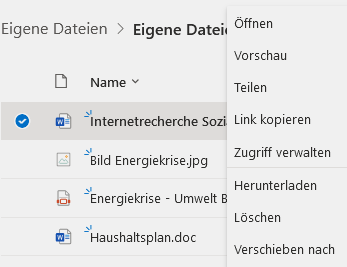 Eigene Dateien > Eigene Datei
Name
Internetrecherche Sozi
Bild Energiekrise.jpg
Energiekrise - Umwelt B
Haushaltsplan.doc
Öffnen
Vorschau
Teilen
Link kopieren
Zugriff verwalten
Herunterladen
Löschen
Verschieben nach